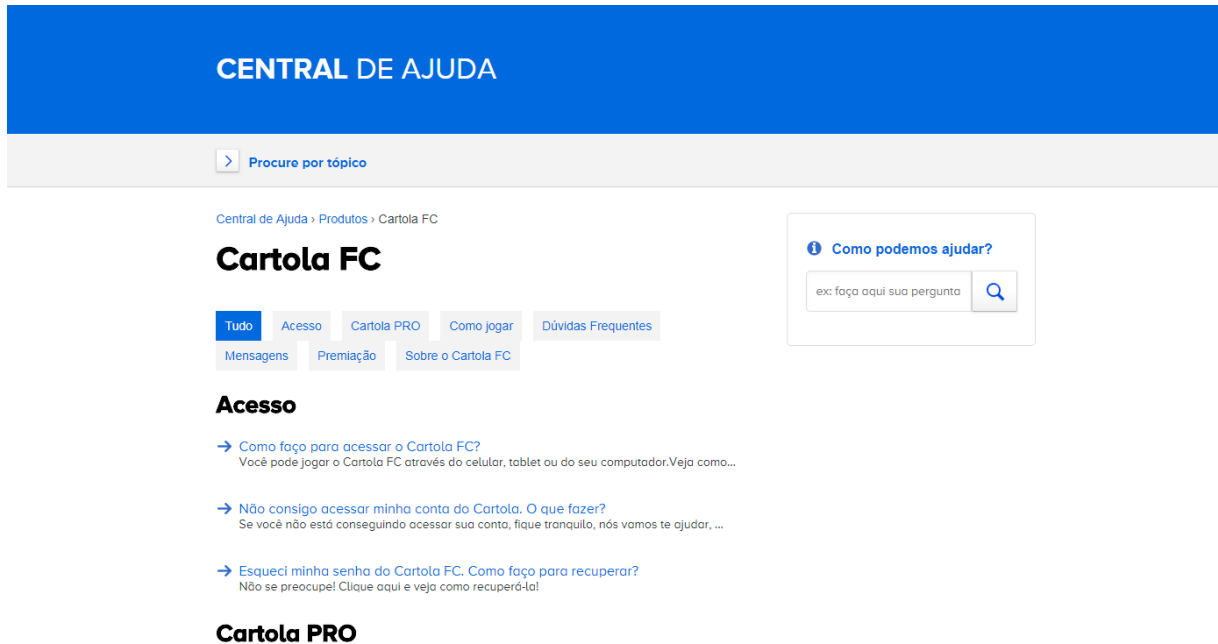 CENTRAL DE AJUDA
Procure por tópico
Central de Ajuda › Produtos › Cartola FC
Cartola FC
Como podemos ajudar?
ex: faça aqui sua pergunta
Tudo Acesso Cartola PRO Como jogar Dúvidas Frequentes
Mensagens Premiação Sobre o Cartola FC
Acesso
Como faço para acessar o Cartola FC?
Você pode jogar o Cartola FC através do celular, tablet ou do seu computador.Veja como...
Não consigo acessar minha conta do Cartola. O que fazer?
Se você não está conseguindo acessar sua conta, fique tranquilo, nós vamos te ajudar, ...
Esqueci minha senha do Cartola FC. Como faço para recuperar?
Não se preocupe! Clique aqui e veja como recuperá-la!
Cartola PRO